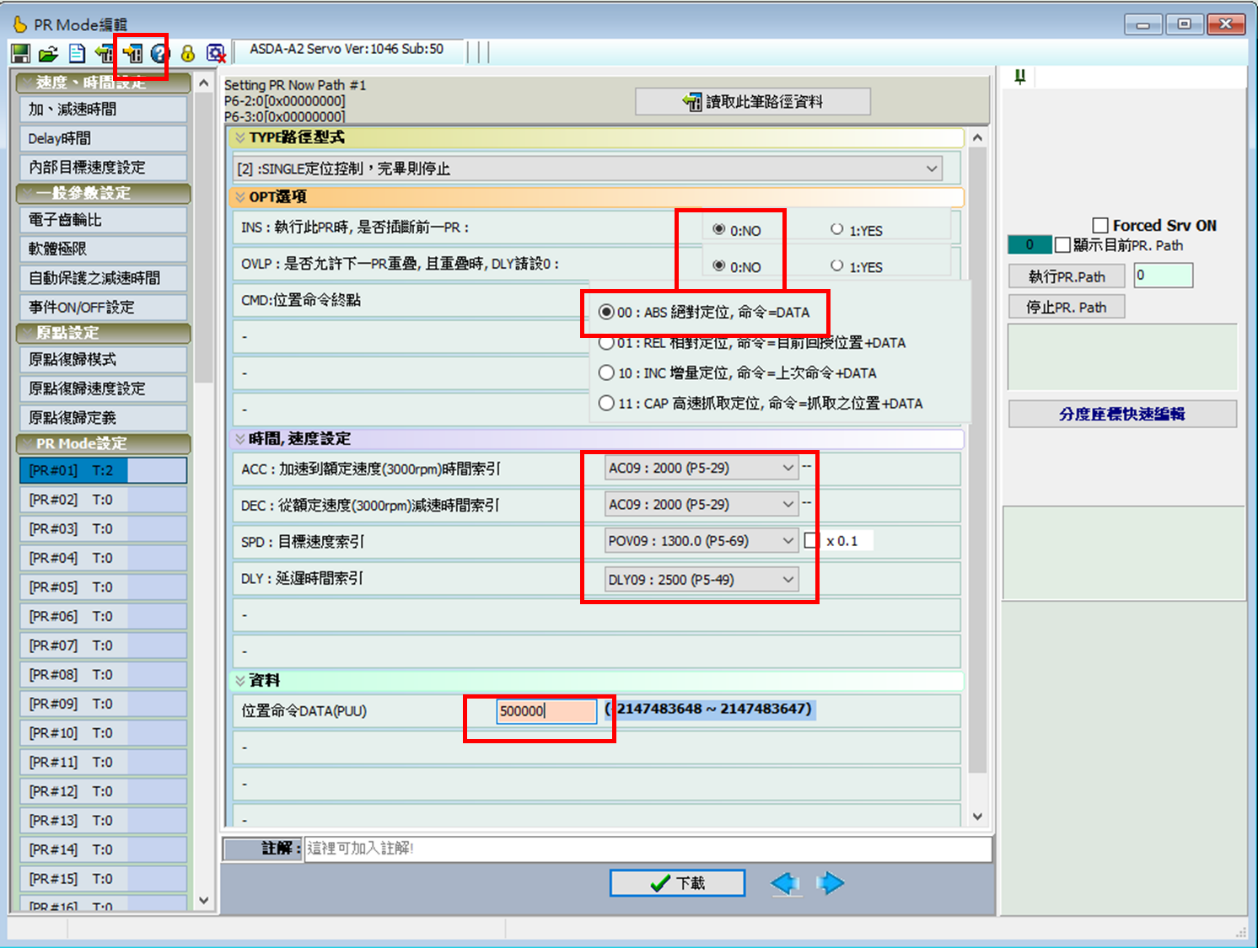 PR Mode編輯
ASDA-A2 Servo Ver:1046 Sub:50
速度、時間設定
加、減速時間
Delay時間
內部目標速度設定
一般參數設定
電子齒輪比
軟體極限
自動保護之減速時間
事件ON/OFF設定
原點設定
原點復歸模式
原點復歸速度設定
原點復歸定義
PR Mode設定
[PR#01] T:2
[PR#02] T:0
[PR#03] T:0
[PR#04] T:0
[PR#05] T:0
[PR#06] T:0
[PR#07] T:0
[PR#08] T:0
[PR#09] T:0
[PR#10] T:0
[PR#11] T:0
[PR#12] T:0
[PR#13] T:0
[PR#14] T:0
[PR#15] T:0
[PR#16] T:0
Setting PR Now Path #1
P6-2:0[0x00000000]
P6-3:0[0x00000000]
讀取此筆路徑資料
TYPE路徑型式
[2] :SINGLE定位控制，完畢則停止
OPT選項
INS : 執行此PR時, 是否插斷前一PR : 0:NO 1:YES
OVLP : 是否允許下一PR重疊, 且重疊時, DLY請設0 : 0:NO 1:YES
CMD:位置命令終點
00 : ABS 絕對定位, 命令=DATA
01 : REL 相對定位, 命令=目前回授位置+DATA
10 : INC 增量定位, 命令=上次命令+DATA
11 : CAP 高速抓取定位, 命令=抓取之位置+DATA
-
-
-
時間, 速度設定
ACC : 加速到額定速度(3000rpm)時間索引 AC09 : 2000 (P5-29) --
DEC : 從額定速度(3000rpm)減速時間索引 AC09 : 2000 (P5-29) --
SPD : 目標速度索引 POV09 : 1300.0 (P5-69) x 0.1
DLY : 延遲時間索引 DLY09 : 2500 (P5-49)
-
-
資料
位置命令DATA(PUU) 500000 (-2147483648 ~ 2147483647)
-
-
-
註解 : 這裡可加入註解!
下載
Forced Srv ON
0 顯示目前PR. Path
執行PR.Path 0
停止PR. Path
分度座標快速編輯